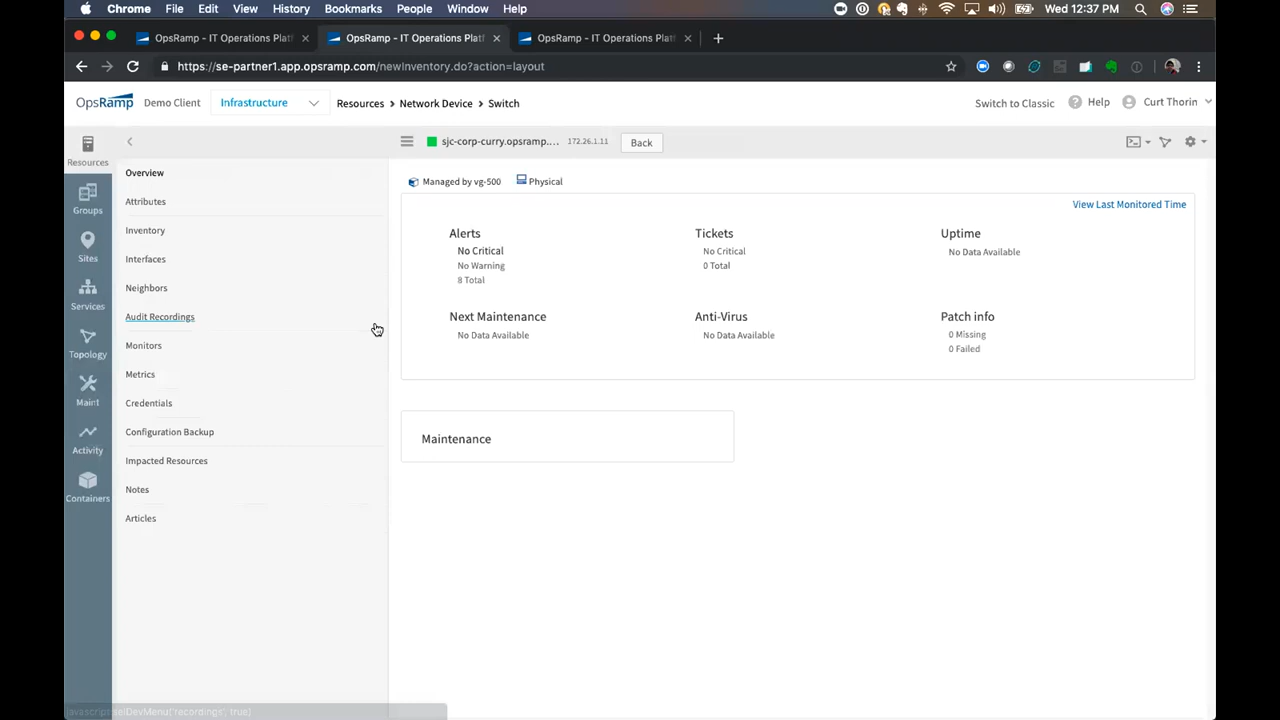 Chrome File Edit View History Bookmarks People Window Help Wed 12:37 PM
OpsRamp - IT Operations Platf × OpsRamp - IT Operations Platf × OpsRamp - IT Operations Platf × +
https://se-partner1.app.opsramp.com/newInventory.do?action=layout
OpsRamp Demo Client Infrastructure Resources > Network Device > Switch Switch to Classic Help Curt Thorin
Resources
Groups
Sites
Services
Topology
Maint
Activity
Containers
Overview
Attributes
Inventory
Interfaces
Neighbors
Audit Recordings
Monitors
Metrics
Credentials
Configuration Backup
Impacted Resources
Notes
Articles
sjc-corp-curry.opsramp.... 172.26.1.11 Back
Managed by vg-500 Physical
View Last Monitored Time
Alerts
No Critical
No Warning
8 Total
Tickets
No Critical
0 Total
Uptime
No Data Available
Next Maintenance
No Data Available
Anti-Virus
No Data Available
Patch info
0 Missing
0 Failed
Maintenance